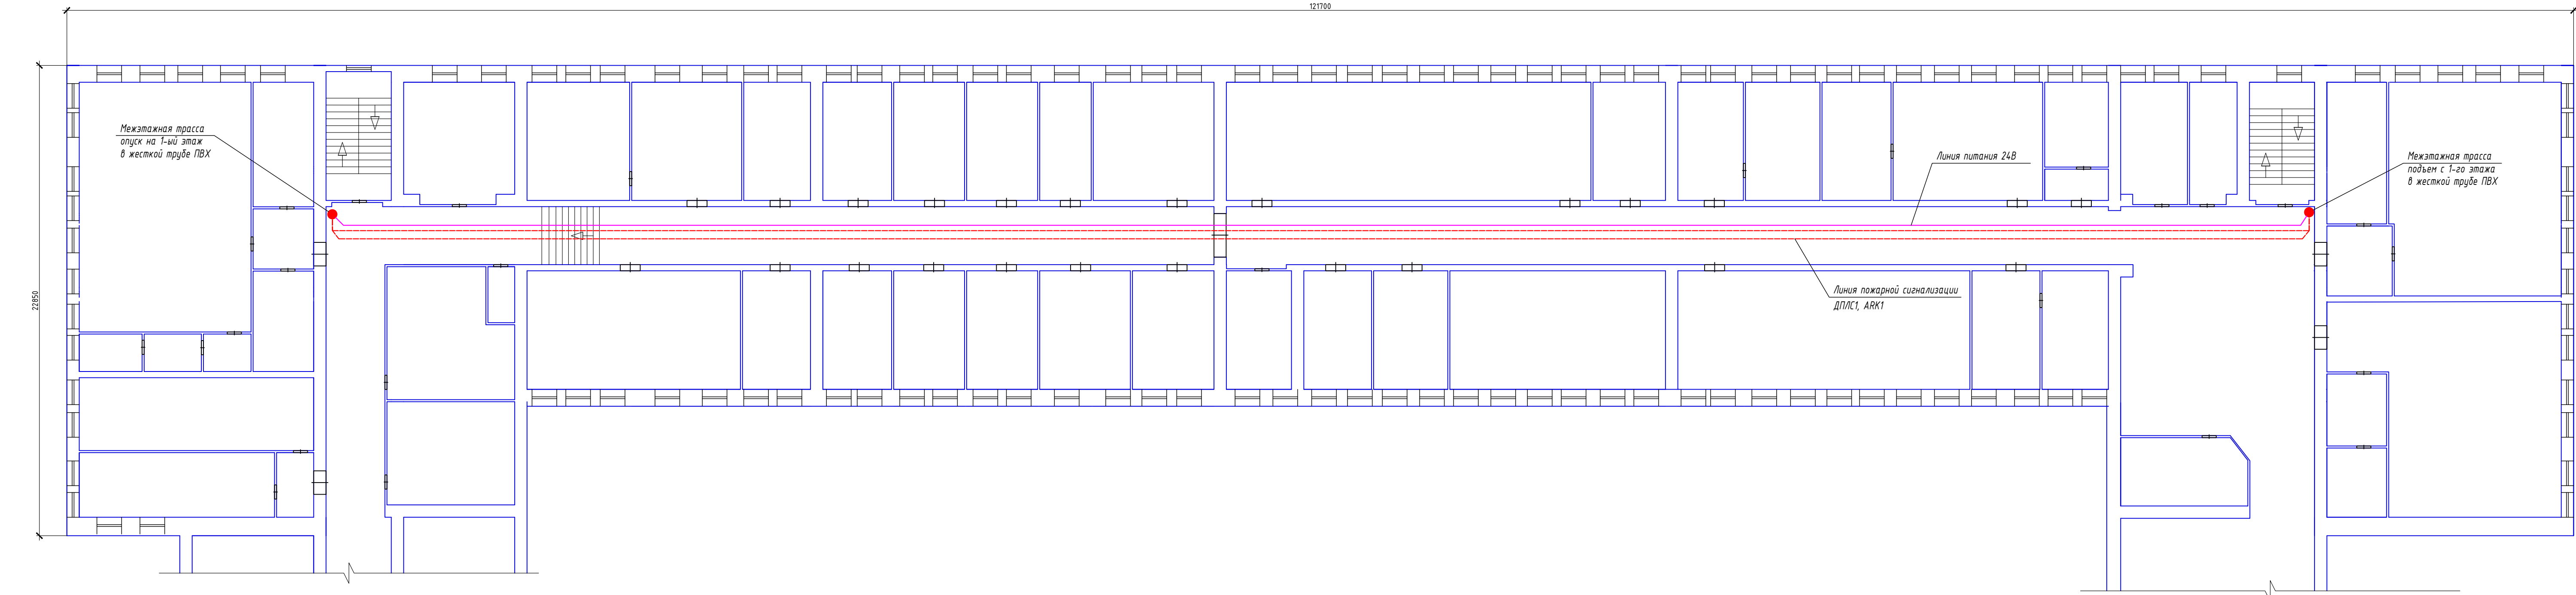 121700
22850
Межэтажная трасса
опуск на 1-ый этаж
в жесткой трубе ПВХ
Линия питания 24В
Межэтажная трасса
подъем с 1-го этажа
в жесткой трубе ПВХ
Линия пожарной сигнализации
ДПЛС1, ARK1